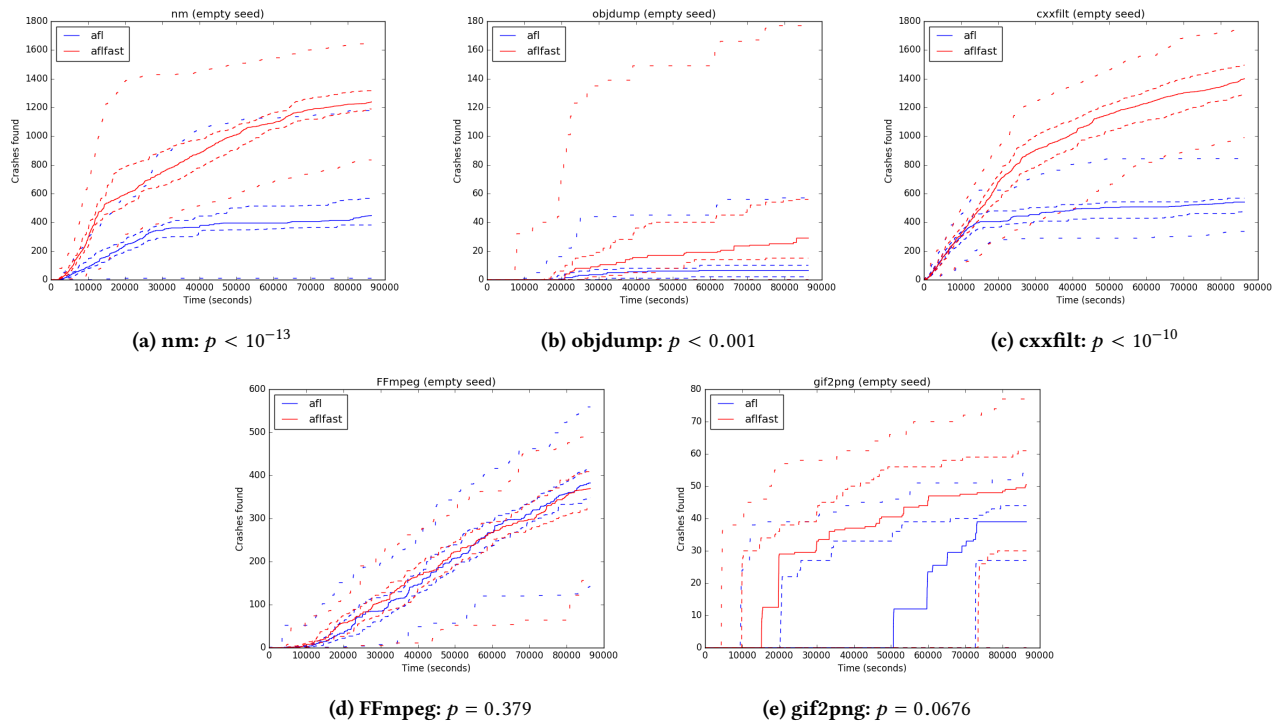 nm (empty seed)
afl
aflfast
Crashes found
1800
1600
1400
1200
1000
800
600
400
200
0
0 10000 20000 30000 40000 50000 60000 70000 80000 90000
Time (seconds)
(a) nm: p < 10⁻¹³
objdump (empty seed)
afl
aflfast
Crashes found
180
160
140
120
100
80
60
40
20
0
0 10000 20000 30000 40000 50000 60000 70000 80000 90000
Time (seconds)
(b) objdump: p < 0.001
cxxfilt (empty seed)
afl
aflfast
Crashes found
1800
1600
1400
1200
1000
800
600
400
200
0
0 10000 20000 30000 40000 50000 60000 70000 80000 90000
Time (seconds)
(c) cxxfilt: p < 10⁻¹⁰
FFmpeg (empty seed)
afl
aflfast
Crashes found
600
500
400
300
200
100
0
0 10000 20000 30000 40000 50000 60000 70000 80000 90000
Time (seconds)
(d) FFmpeg: p = 0.379
gif2png (empty seed)
afl
aflfast
Crashes found
80
70
60
50
40
30
20
10
0
0 10000 20000 30000 40000 50000 60000 70000 80000 90000
Time (seconds)
(e) gif2png: p = 0.0676